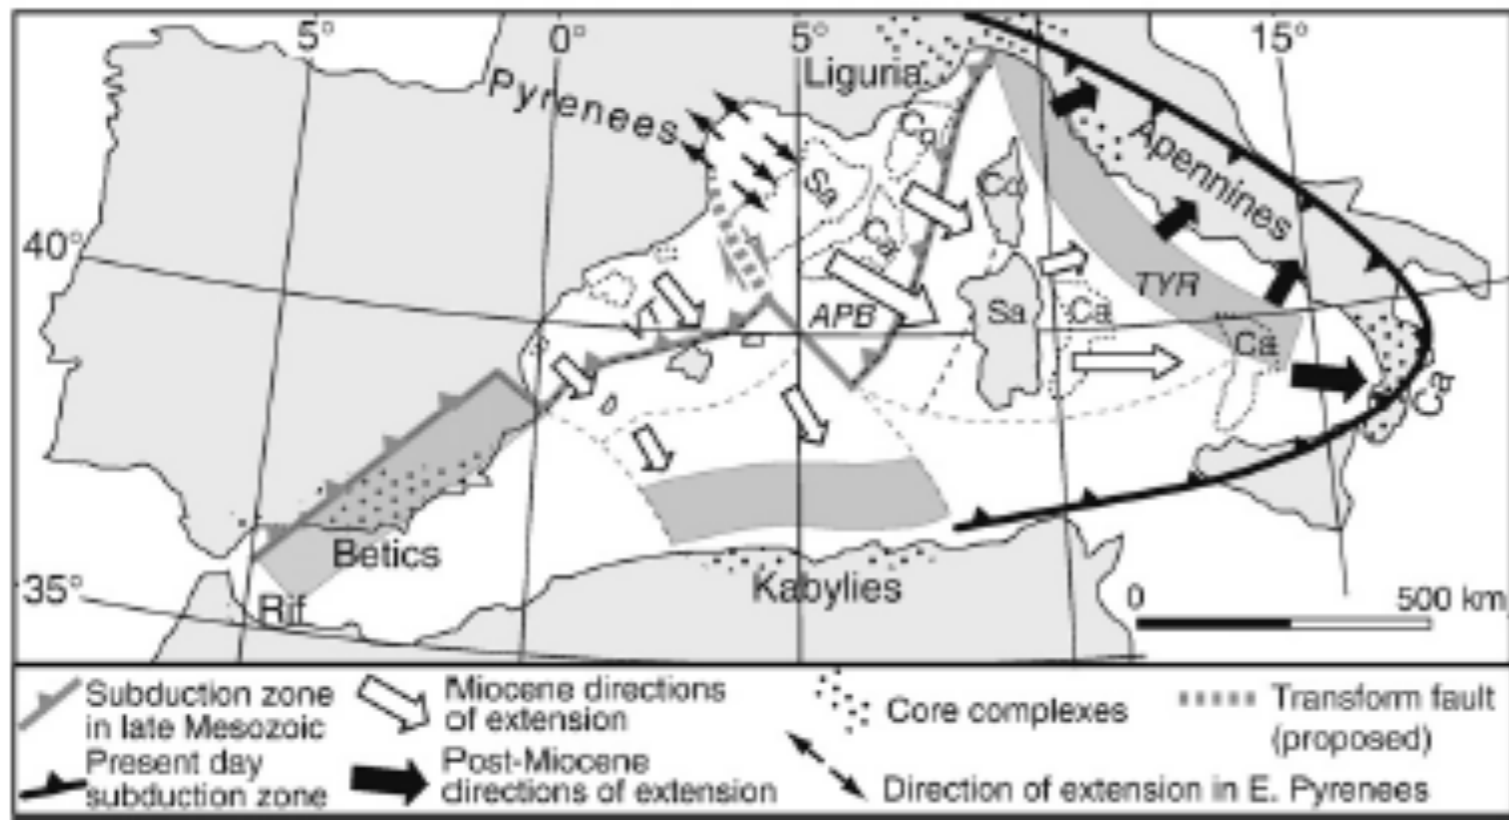 5°
0°
5°
15°
Liguria
Pyrenees
Co
Apennines
Sa
Co
40°
Ca
TYR
APB
Sa
Ca
Ca
Ca
Betics
Kabylies
35°
Rif
0
500 km
Subduction zone
in late Mesozoic
Miocene directions
of extension
Core complexes
Transform fault
(proposed)
Present day
subduction zone
Post-Miocene
directions of extension
Direction of extension in E. Pyrenees